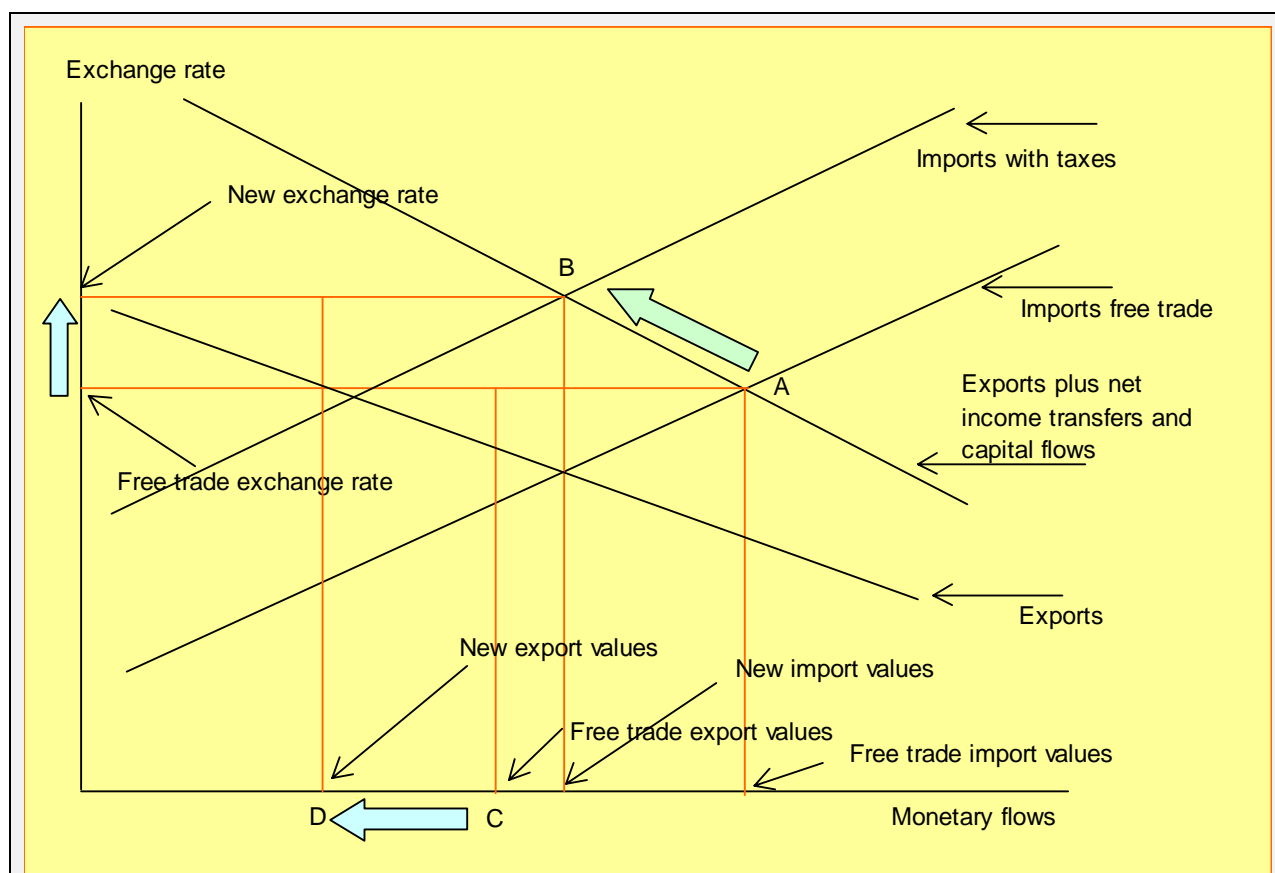 Exchange rate
Imports with taxes
New exchange rate
B
Imports free trade
A
Exports plus net
income transfers and
capital flows
Free trade exchange rate
Exports
New export values
New import values
Free trade export values
Free trade import values
D
C
Monetary flows